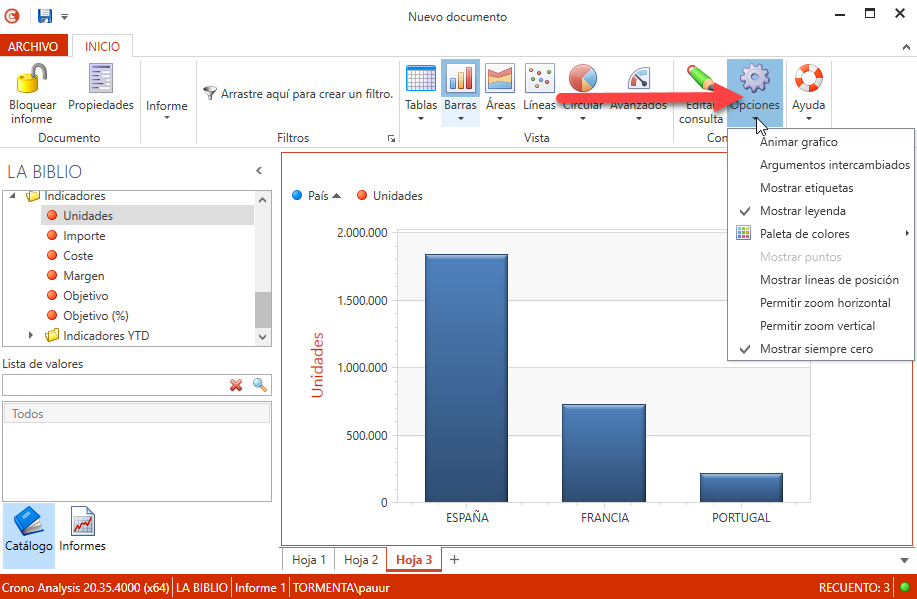 Nuevo documento
ARCHIVO
INICIO
Bloquear informe
Propiedades
Documento
Informe
Arrastre aquí para crear un filtro.
Filtros
Tablas
Barras
Áreas
Líneas
Circular
Avanzados
Vista
Editar consulta
Opciones
Ayuda
Con
Animar grafico
Argumentos intercambiados
Mostrar etiquetas
Mostrar leyenda
Paleta de colores
Mostrar puntos
Mostrar lineas de posición
Permitir zoom horizontal
Permitir zoom vertical
Mostrar siempre cero
LA BIBLIO
Indicadores
Unidades
Importe
Coste
Margen
Objetivo
Objetivo (%)
Indicadores YTD
Lista de valores
Todos
Catálogo
Informes
País
Unidades
2.000.000
1.500.000
1.000.000
500.000
0
Unidades
ESPAÑA
FRANCIA
PORTUGAL
Hoja 1
Hoja 2
Hoja 3
+
Crono Analysis 20.35.4000 (x64)
LA BIBLIO
Informe 1
TORMENTA\pauur
RECUENTO: 3